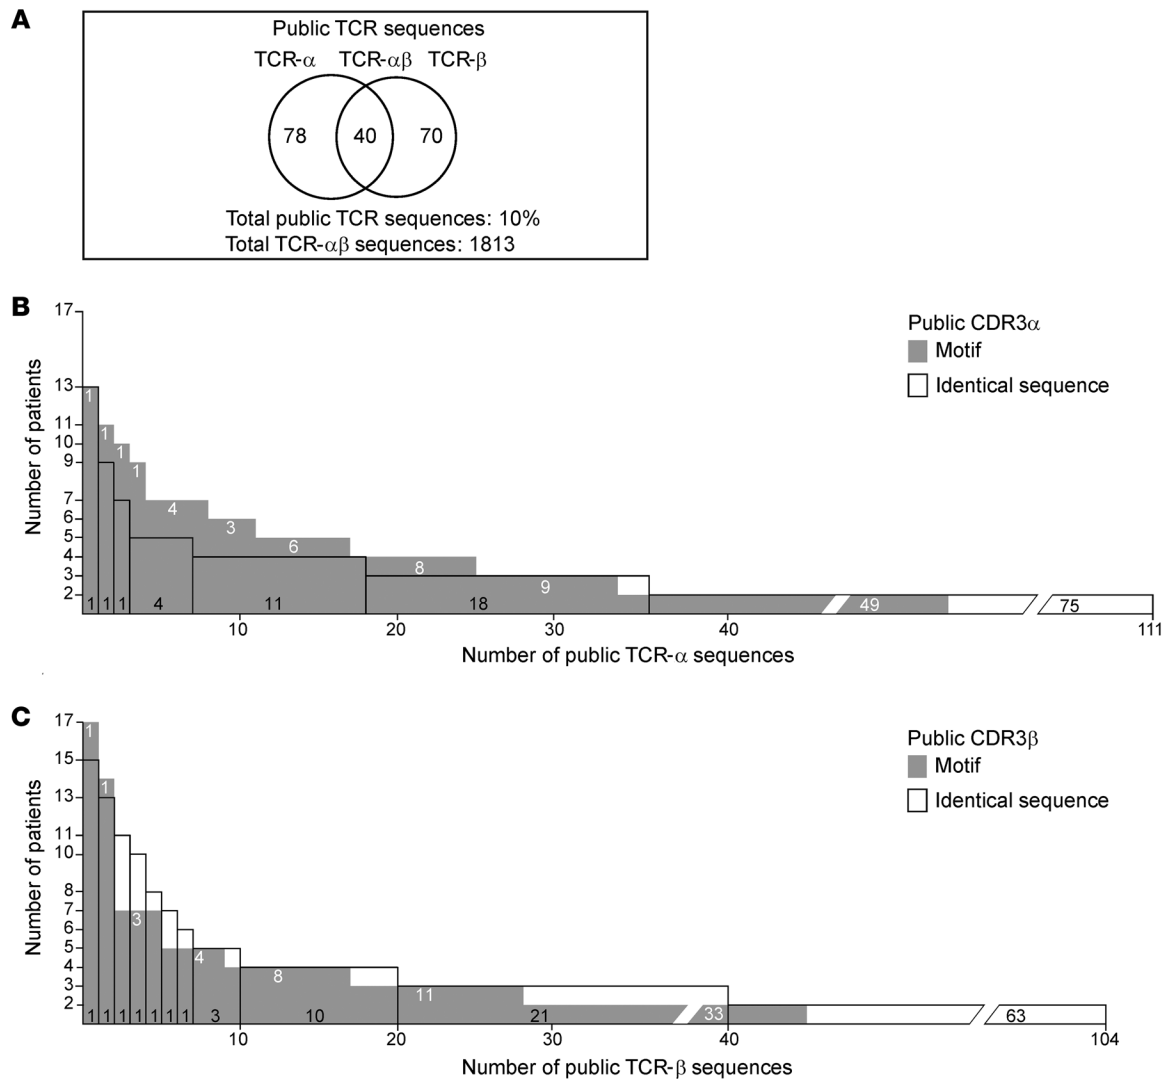 A
Public TCR sequences
TCR-α TCR-αβ TCR-β
78 40 70
Total public TCR sequences: 10%
Total TCR-αβ sequences: 1813
B
Number of patients
17
13
11
10
9
7
6
5
4
3
2
1
1
1
1
4
3
6
8
9
49
1 1 1 4 11 18 75
10 20 30 40 111
Number of public TCR-α sequences
Public CDR3α
Motif
Identical sequence
C
Number of patients
17
15
13
11
10
8
7
6
5
4
3
2
1
1
3
4
8
11
33
1 1 1 1 1 1 1 3 10 21 63
10 20 30 40 104
Number of public TCR-β sequences
Public CDR3β
Motif
Identical sequence